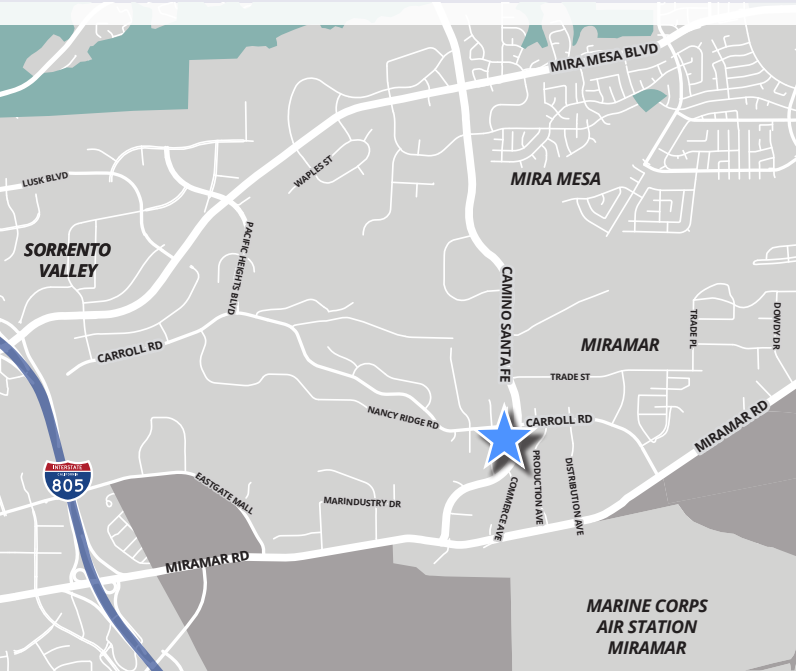 MIRA MESA BLVD
WAPLES ST
LUSK BLVD
MIRA MESA
SORRENTO
VALLEY
PACIFIC HEIGHTS BLVD
CAMINO SANTA FE
TRADE PL
DOWDY DR
CARROLL RD
MIRAMAR
TRADE ST
NANCY RIDGE RD
CARROLL RD
MIRAMAR RD
INTERSTATE
CALIFORNIA
805
EASTGATE MALL
MARINDUSTRY DR
COMMERCE AVE
PRODUCTION AVE
DISTRIBUTION AVE
MIRAMAR RD
MARINE CORPS
AIR STATION
MIRAMAR